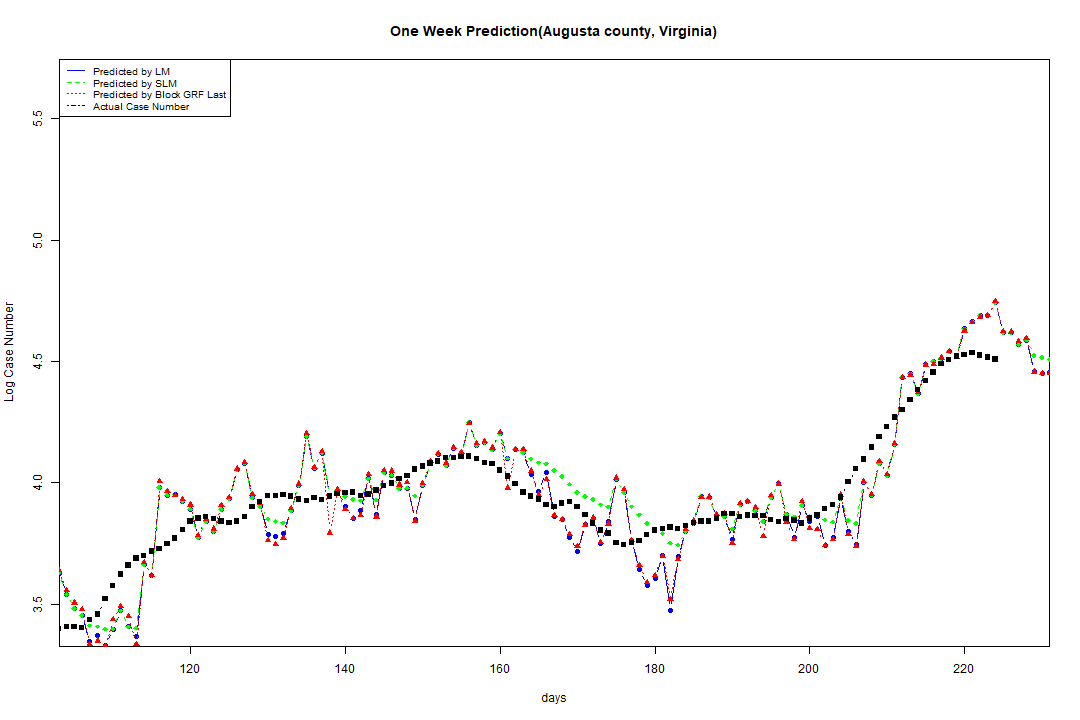 One Week Prediction(Augusta county, Virginia)
Predicted by LM
Predicted by SLM
Predicted by Block GRF Last
Actual Case Number
5.5
5.0
4.5
4.0
3.5
Log Case Number
120 140 160 180 200 220
days